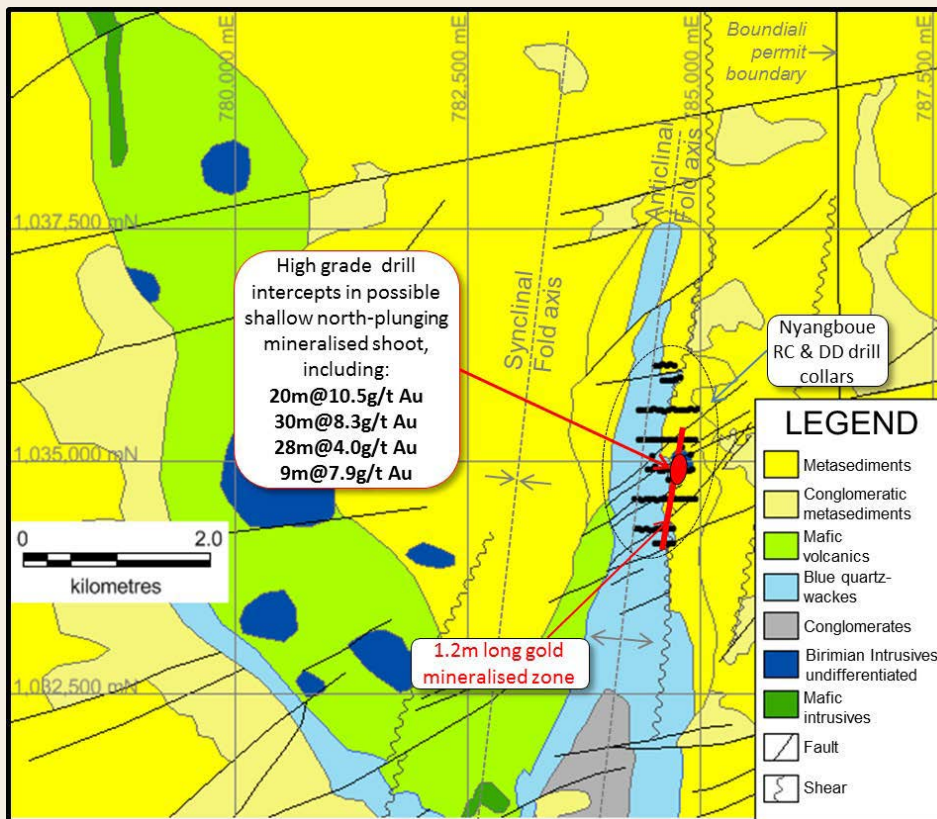 780,000 mE
782,500 mE
785,000 mE
787,500 mE
Boundiali
permit
boundary
1,037,500 mN
1,035,000 mN
1,032,500 mN
Synclinal
Fold axis
Anticlinal
Fold axis
High grade drill
intercepts in possible
shallow north-plunging
mineralised shoot,
including:
20m@10.5g/t Au
30m@8.3g/t Au
28m@4.0g/t Au
9m@7.9g/t Au
Nyangboue
RC & DD drill
collars
0 2.0
kilometres
1.2m long gold
mineralised zone
LEGEND
Metasediments
Conglomeratic
metasediments
Mafic
volcanics
Blue quartz-
wackes
Conglomerates
Birimian Intrusives
undifferentiated
Mafic
intrusives
Fault
Shear